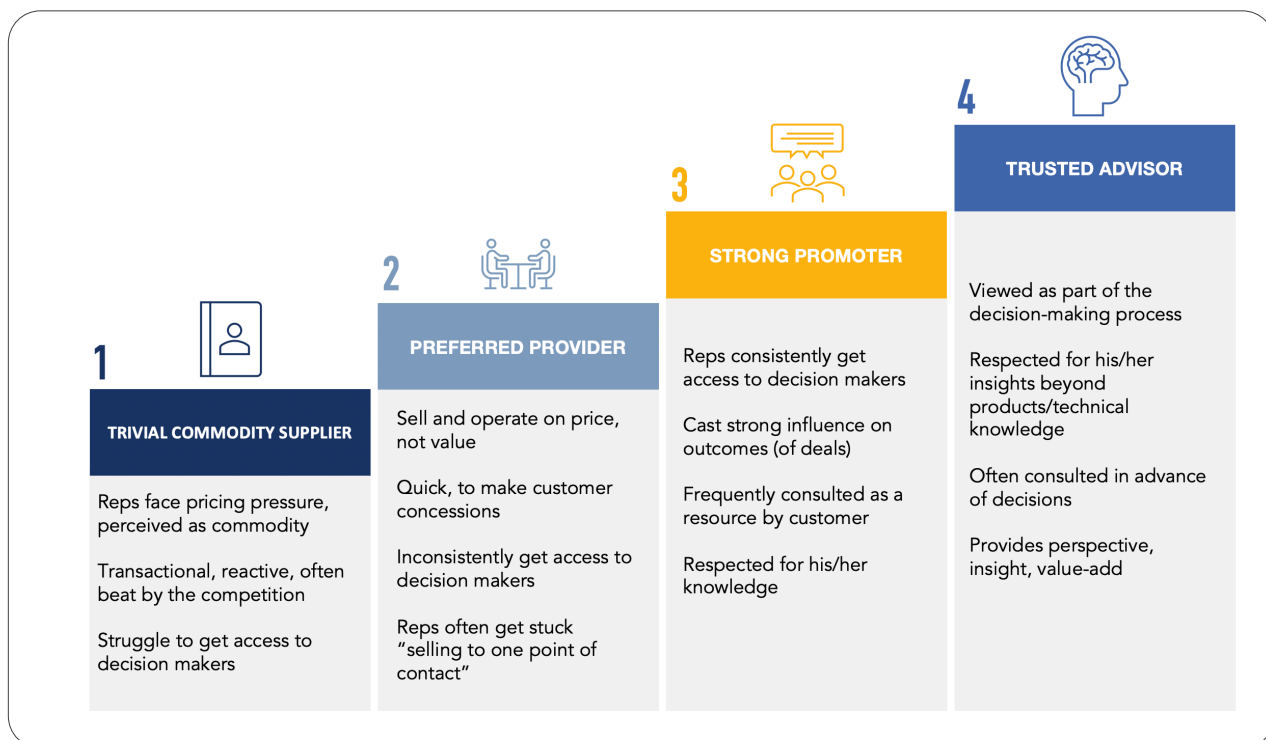 1
TRIVIAL COMMODITY SUPPLIER
Reps face pricing pressure,
perceived as commodity
Transactional, reactive, often
beat by the competition
Struggle to get access to
decision makers
2
PREFERRED PROVIDER
Sell and operate on price,
not value
Quick, to make customer
concessions
Inconsistently get access to
decision makers
Reps often get stuck
“selling to one point of
contact”
3
STRONG PROMOTER
Reps consistently get
access to decision makers
Cast strong influence on
outcomes (of deals)
Frequently consulted as a
resource by customer
Respected for his/her
knowledge
4
TRUSTED ADVISOR
Viewed as part of the
decision-making process
Respected for his/her
insights beyond
products/technical
knowledge
Often consulted in advance
of decisions
Provides perspective,
insight, value-add